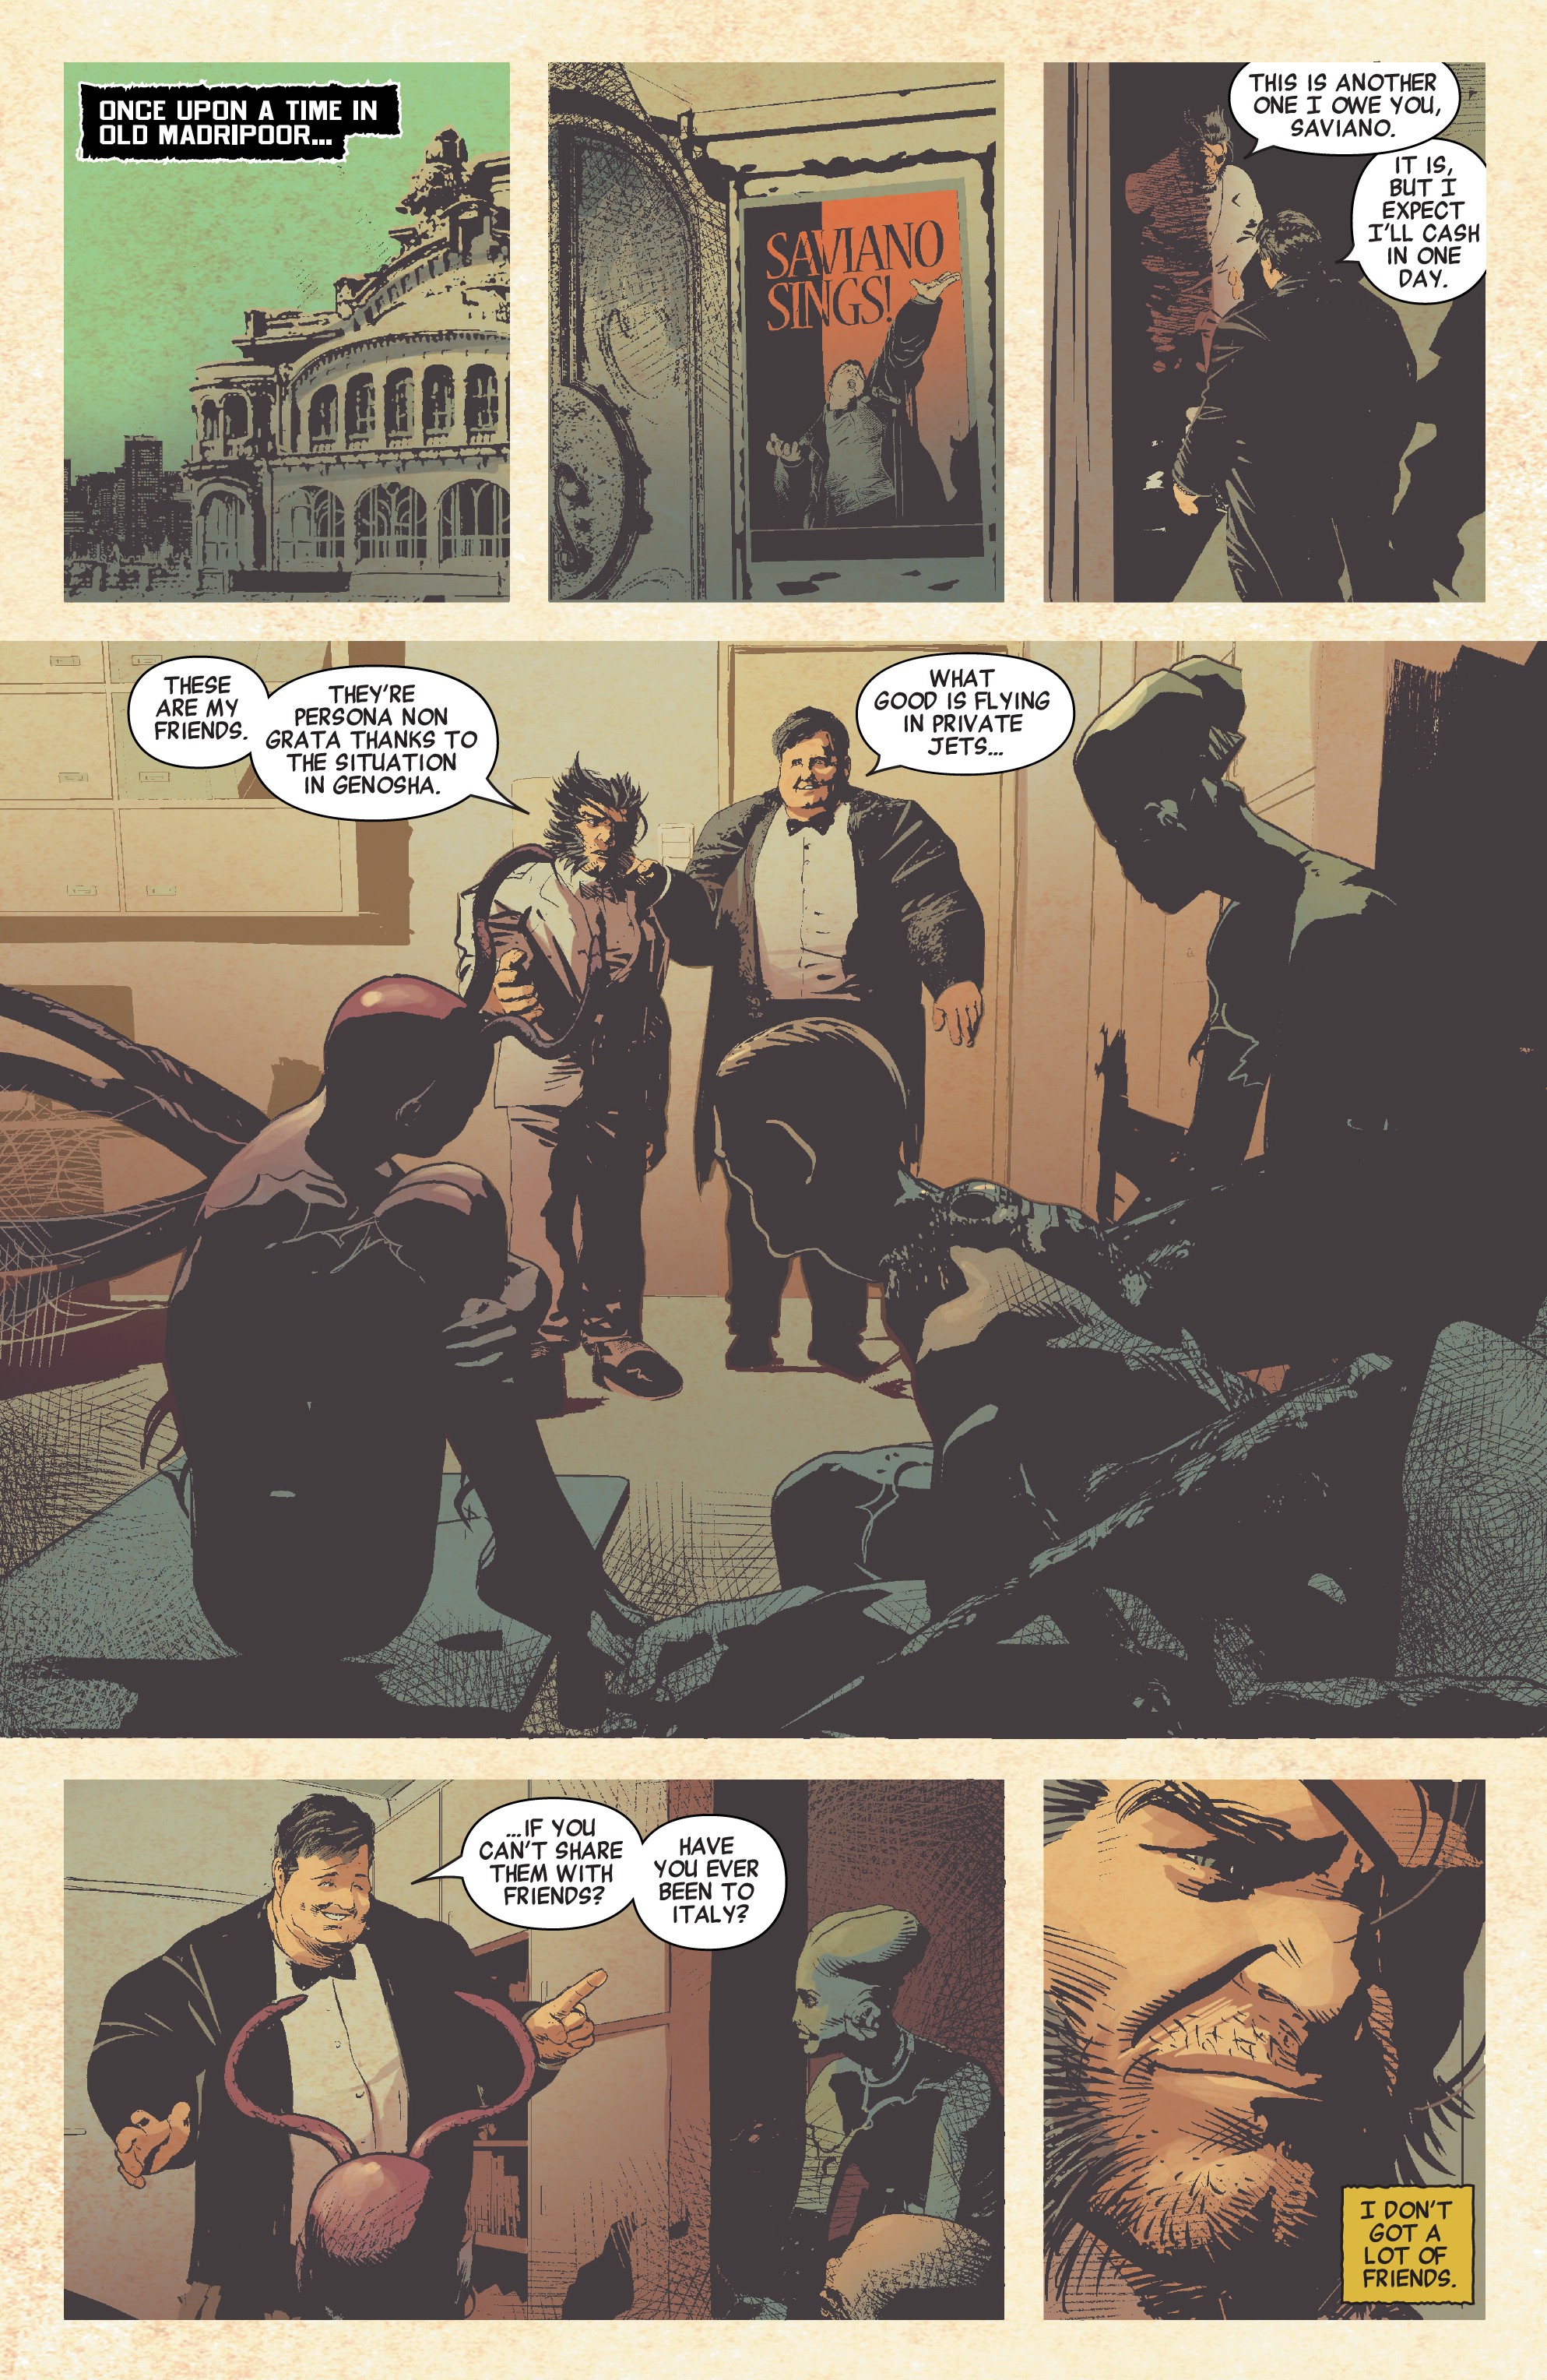 ONCE UPON A TIME IN
OLD MADRIPOOR...
SAVIANO
SINGS!
THIS IS ANOTHER
ONE I OWE YOU,
SAVIANO.
IT IS,
BUT I
EXPECT
I'LL CASH
IN ONE
DAY.
THESE
ARE MY
FRIENDS.
THEY'RE
PERSONA NON
GRATA THANKS TO
THE SITUATION
IN GENOSHA.
WHAT
GOOD IS FLYING
IN PRIVATE
JETS...
...IF YOU
CAN'T SHARE
THEM WITH
FRIENDS?
HAVE
YOU EVER
BEEN TO
ITALY?
I DON'T
GOT A
LOT OF
FRIENDS.